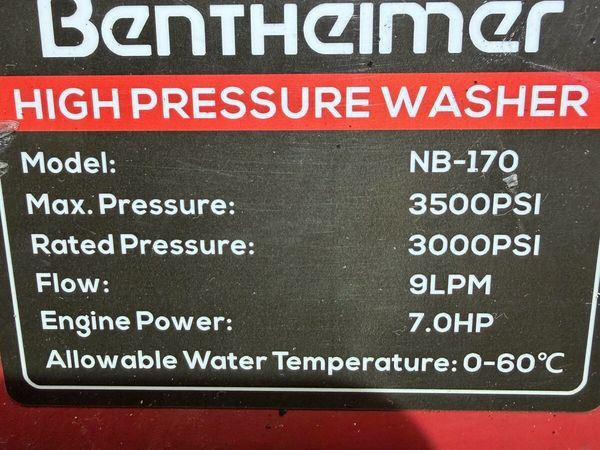 Bentheimer
HIGH PRESSURE WASHER
Model: NB-170
Max. Pressure: 3500PSI
Rated Pressure: 3000PSI
Flow: 9LPM
Engine Power: 7.0HP
Allowable Water Temperature: 0-60℃